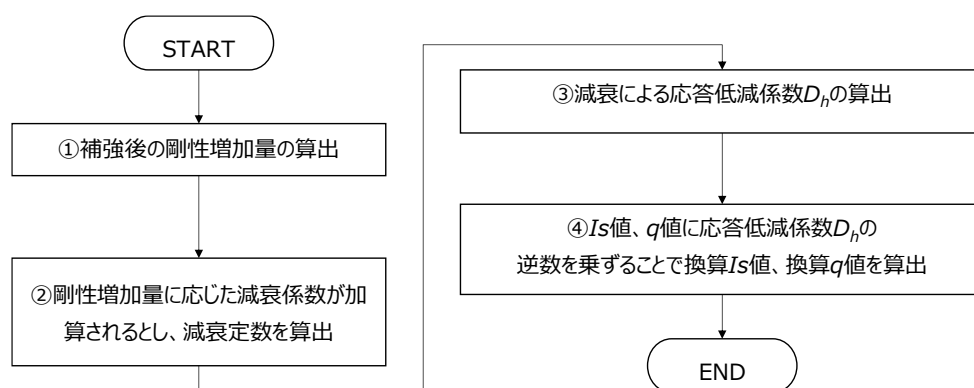 START
①補強後の剛性増加量の算出
②剛性増加量に応じた減衰係数が加
算されるとし、減衰定数を算出
③減衰による応答低減係数Dhの算出
④Is値、q値に応答低減係数Dhの
逆数を乗ずることで換算Is値、換算q値を算出
END